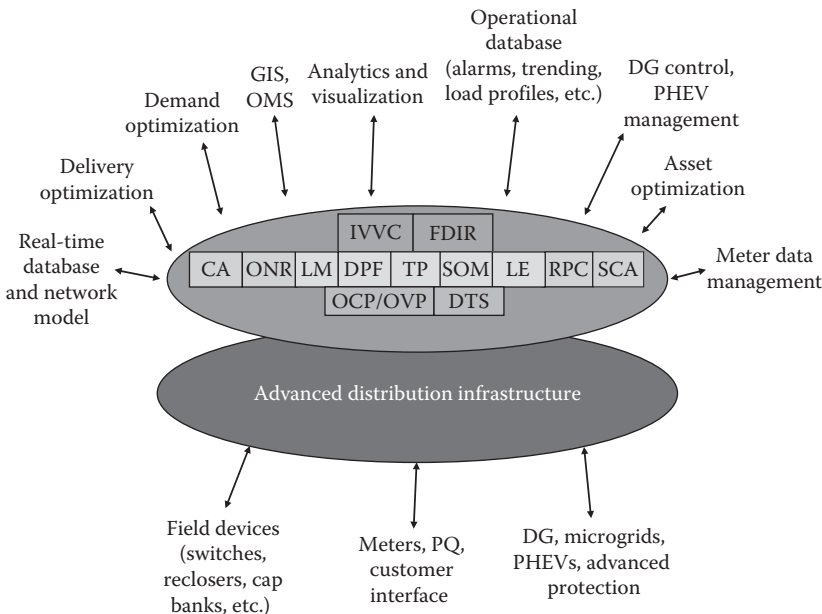 Operational
database
(alarms, trending,
load profiles, etc.)
GIS,
OMS
Analytics and
visualization
DG control,
PHEV
management
Demand
optimization
Delivery
optimization
Asset
optimization
Real-time
database
and network
model
Meter data
management
IVVC FDIR
CA ONR LM DPF TP SOM LE RPC SCA
OCP/OVP DTS
Advanced distribution infrastructure
Field devices
(switches,
reclosers, cap
banks, etc.)
Meters, PQ,
customer
interface
DG, microgrids,
PHEVs, advanced
protection